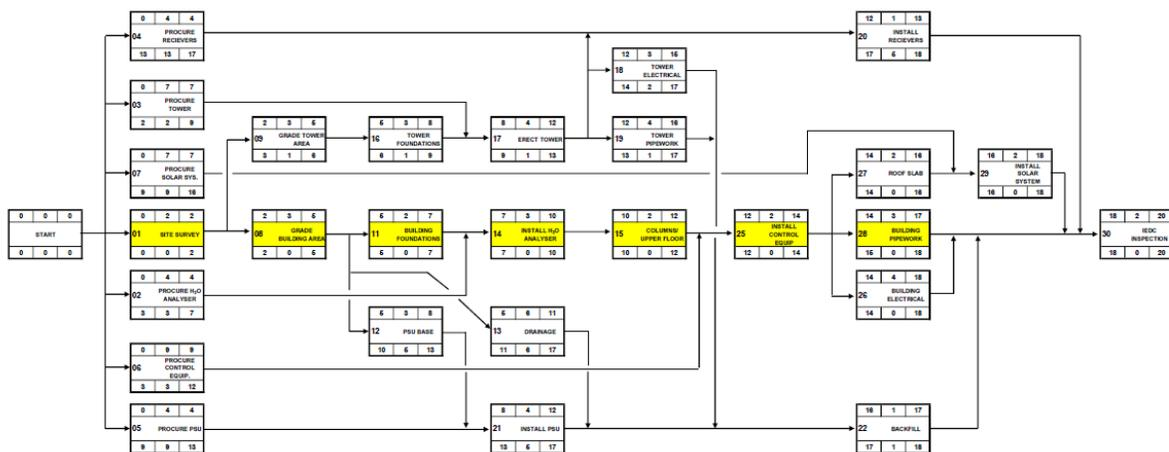 0 4 4
04 PROCURE
RECIEVERS
13 13 17
12 1 13
20 INSTALL
RECIEVERS
17 5 18
12 3 15
18 TOWER
ELECTRICAL
14 2 17
0 7 7
03 PROCURE
TOWER
2 2 9
2 3 5
09 GRADE TOWER
AREA
3 1 6
5 3 8
16 TOWER
FOUNDATIONS
6 1 9
8 4 12
17 ERECT TOWER
9 1 13
12 4 16
19 TOWER
PIPEWORK
13 1 17
0 7 7
07 PROCURE
SOLAR SYS.
9 9 16
14 2 16
27 ROOF SLAB
14 0 16
16 2 18
29 INSTALL
SOLAR
SYSTEM
16 0 18
0 0 0
START
0 0 0
0 2 2
01 SITE SURVEY
0 0 2
2 3 5
08 GRADE
BUILDING AREA
2 0 5
5 2 7
11 BUILDING
FOUNDATIONS
5 0 7
7 3 10
14 INSTALL H₂O
ANALYSER
7 0 10
10 2 12
15 COLUMNS/
UPPER FLOOR
10 0 12
12 2 14
25 INSTALL
CONTROL
EQUIP
12 0 14
14 3 17
28 BUILDING
PIPEWORK
15 0 18
18 2 20
30 IEDC
INSPECTION
18 0 20
0 4 4
02 PROCURE H₂O
ANALYSER
3 3 7
14 4 18
26 BUILDING
ELECTRICAL
14 0 18
5 3 8
12 PSU BASE
10 5 13
5 6 11
13 DRAINAGE
11 6 17
0 9 9
06 PROCURE
CONTROL
EQUIP.
3 3 12
0 4 4
05 PROCURE PSU
9 9 13
8 4 12
21 INSTALL PSU
13 5 17
16 1 17
22 BACKFILL
17 1 18